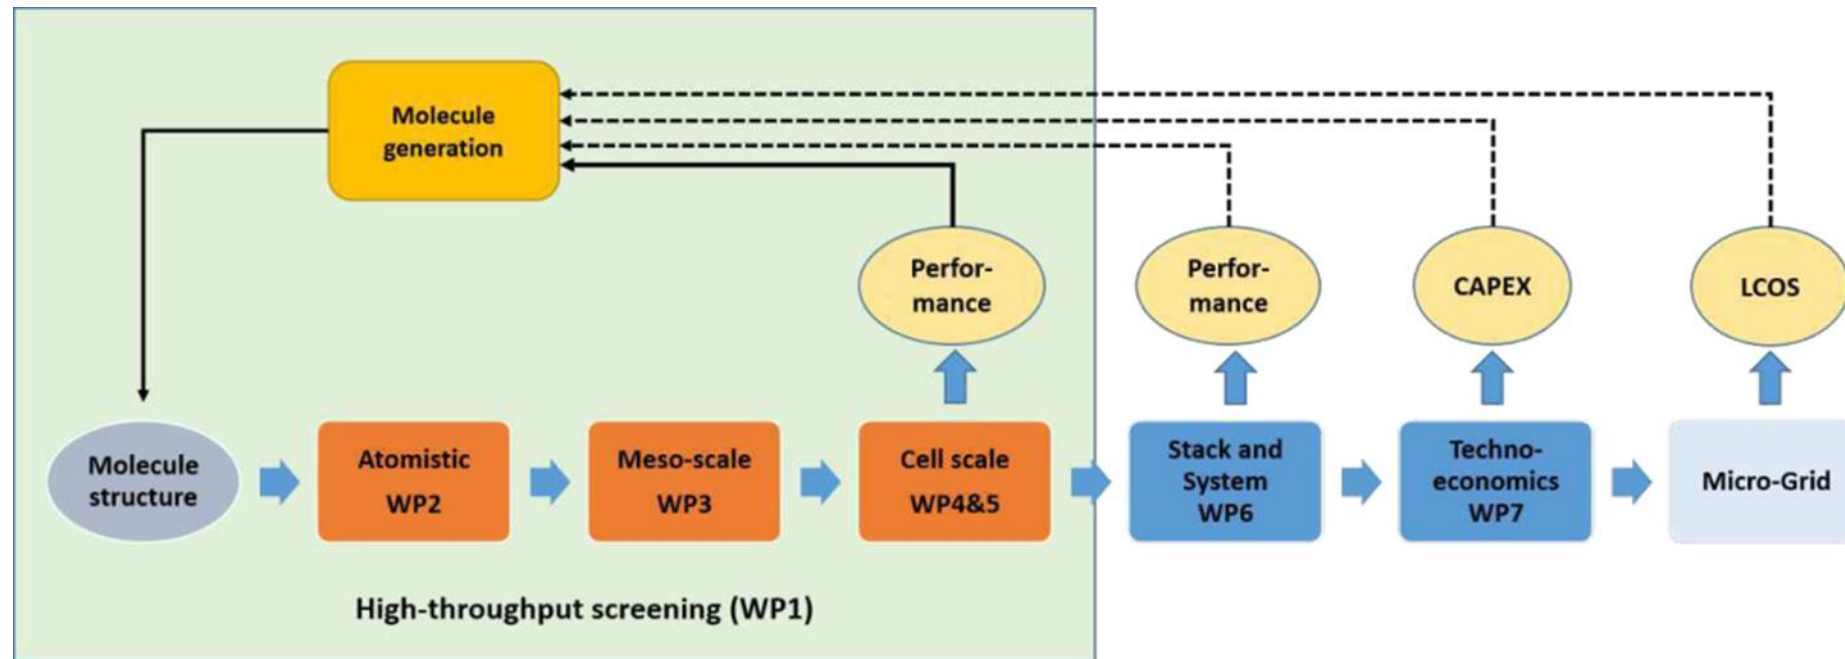 Molecule
generation
Perfor-
mance
Perfor-
mance
CAPEX
LCOS
Molecule
structure
Atomistic
WP2
Meso-scale
WP3
Cell scale
WP4&5
Stack and
System
WP6
Techno-
economics
WP7
Micro-Grid
High-throughput screening (WP1)